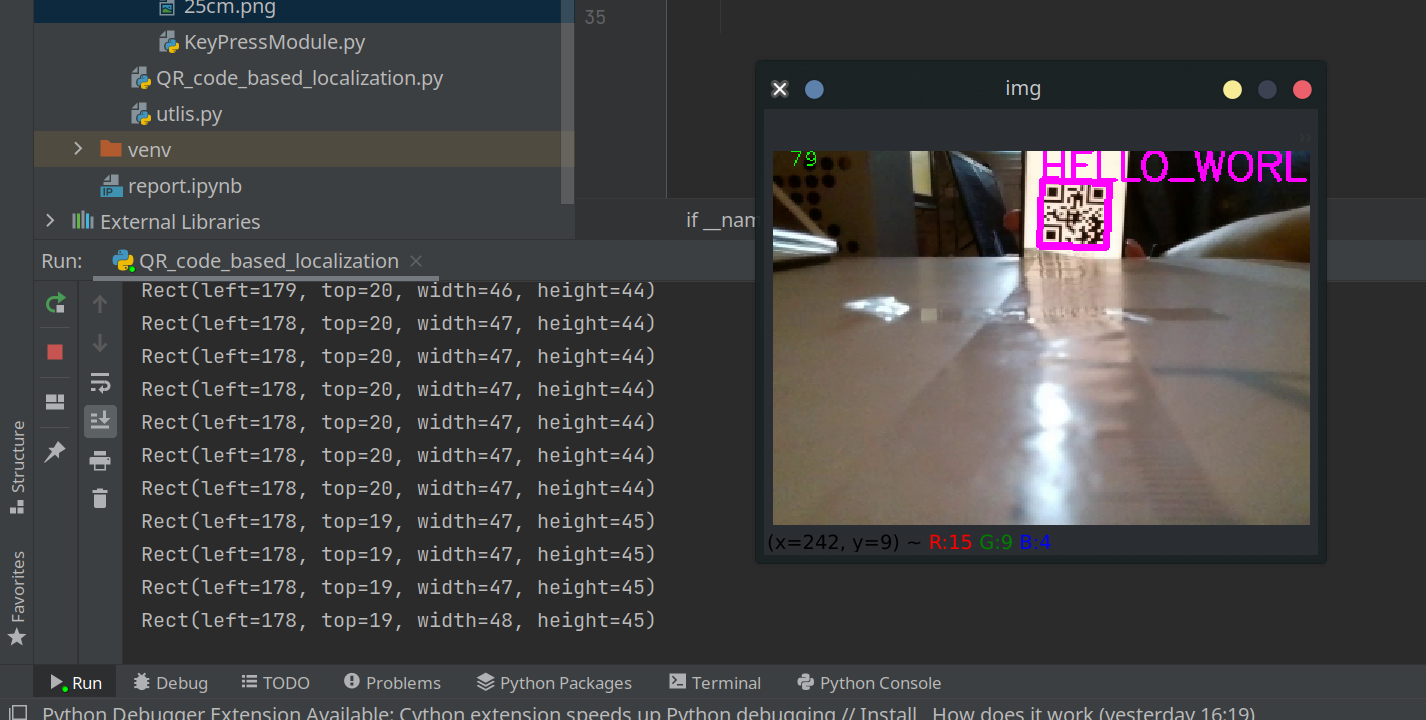 25cm.png
KeyPressModule.py
QR_code_based_localization.py
utlis.py
venv
report.ipynb
External Libraries
35
if __nam
Run: QR_code_based_localization
Rect(left=179, top=20, width=46, height=44)
Rect(left=178, top=20, width=47, height=44)
Rect(left=178, top=20, width=47, height=44)
Rect(left=178, top=20, width=47, height=44)
Rect(left=178, top=20, width=47, height=44)
Rect(left=178, top=20, width=47, height=44)
Rect(left=178, top=20, width=47, height=44)
Rect(left=178, top=19, width=47, height=45)
Rect(left=178, top=19, width=47, height=45)
Rect(left=178, top=19, width=47, height=45)
Rect(left=178, top=19, width=48, height=45)
img
79
HELLO_WORL
(x=242, y=9) ~ R:15 G:9 B:4
Structure
Favorites
Run Debug TODO Problems Python Packages Terminal Python Console
Python Debugger Extension Available: Cython extension speeds up Python debugging // Install How does it work (yesterday 16:19)